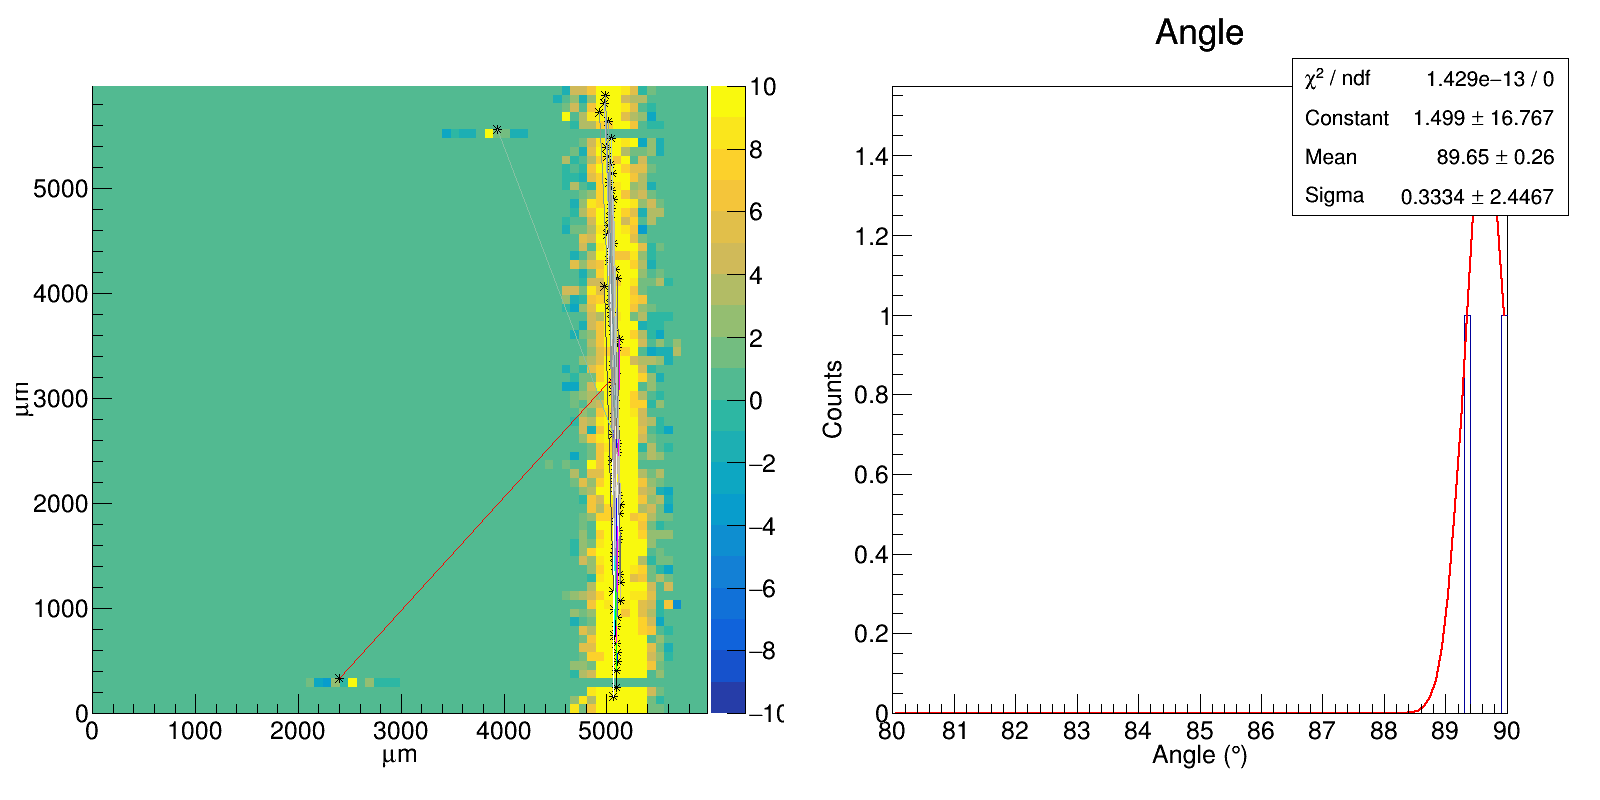 Angle
χ² / ndf 1.429e−13 / 0
Constant 1.499 ± 16.767
Mean 89.65 ± 0.26
Sigma 0.3334 ± 2.4467
μm
5000
4000
3000
2000
1000
0
0 1000 2000 3000 4000 5000
μm
10
8
6
4
2
0
−2
−4
−6
−8
−10
Counts
1.4
1.2
1
0.8
0.6
0.4
0.2
0
80 81 82 83 84 85 86 87 88 89 90
Angle (°)